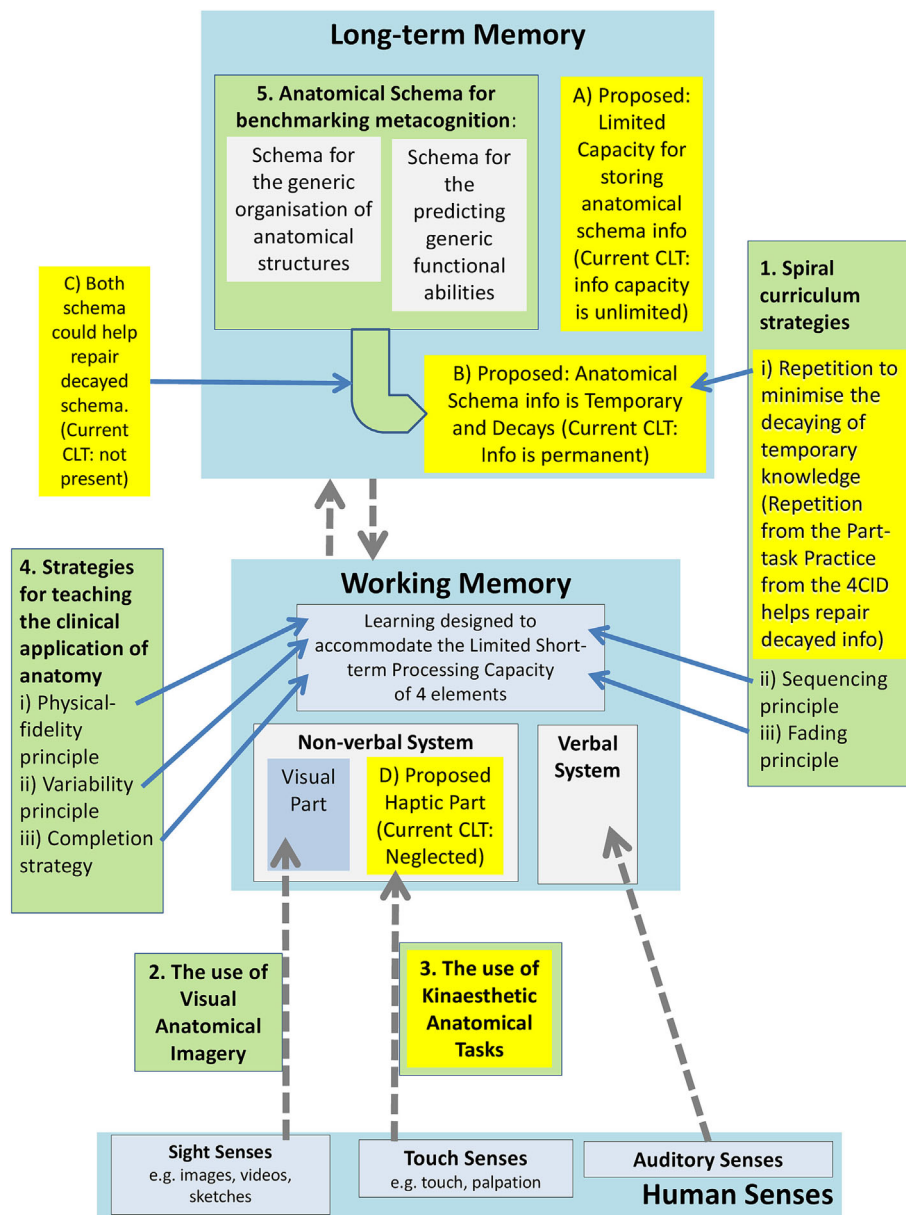 Long-term Memory
5. Anatomical Schema for
benchmarking metacognition:
Schema for
the generic
organisation of
anatomical
structures
Schema for
the
predicting
generic
functional
abilities
A) Proposed:
Limited
Capacity for
storing
anatomical
schema info
(Current CLT:
info capacity
is unlimited)
C) Both
schema
could help
repair
decayed
schema.
(Current
CLT: not
present)
B) Proposed: Anatomical
Schema info is Temporary
and Decays (Current CLT:
Info is permanent)
1. Spiral
curriculum
strategies
i) Repetition to
minimise the
decaying of
temporary
knowledge
(Repetition
from the Part-
task Practice
from the 4CID
helps repair
decayed info)
ii) Sequencing
principle
iii) Fading
principle
4. Strategies
for teaching
the clinical
application of
anatomy
i) Physical-
fidelity
principle
ii) Variability
principle
iii) Completion
strategy
Working Memory
Learning designed to
accommodate the Limited Short-
term Processing Capacity
of 4 elements
Non-verbal System
Visual
Part
D) Proposed
Haptic Part
(Current CLT:
Neglected)
Verbal
System
2. The use of
Visual
Anatomical
Imagery
3. The use of
Kinaesthetic
Anatomical
Tasks
Sight Senses
e.g. images, videos,
sketches
Touch Senses
e.g. touch, palpation
Auditory Senses
Human Senses